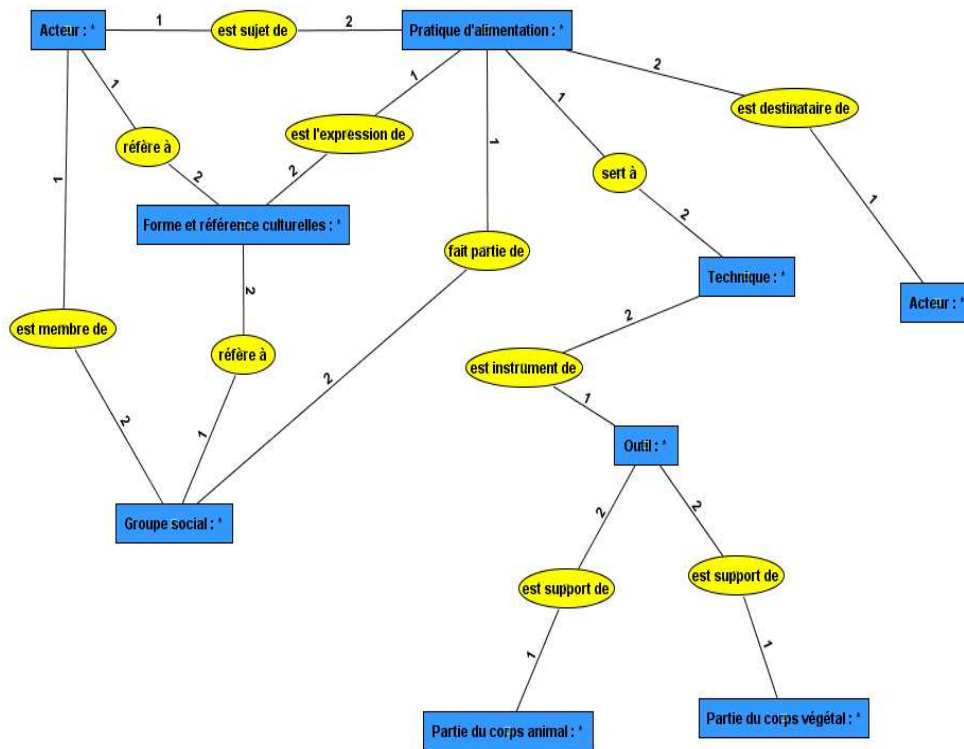 Acteur : *
1
est sujet de
2
Pratique d'alimentation : *
1
réfère à
2
1
est l'expression de
2
1
1
sert à
2
2
est destinataire de
1
1
Forme et référence culturelles : *
fait partie de
Technique : *
Acteur : *
2
est membre de
réfère à
2
est instrument de
1
2
1
2
Outil : *
Groupe social : *
2
est support de
1
2
est support de
1
Partie du corps animal : *
Partie du corps végétal : *